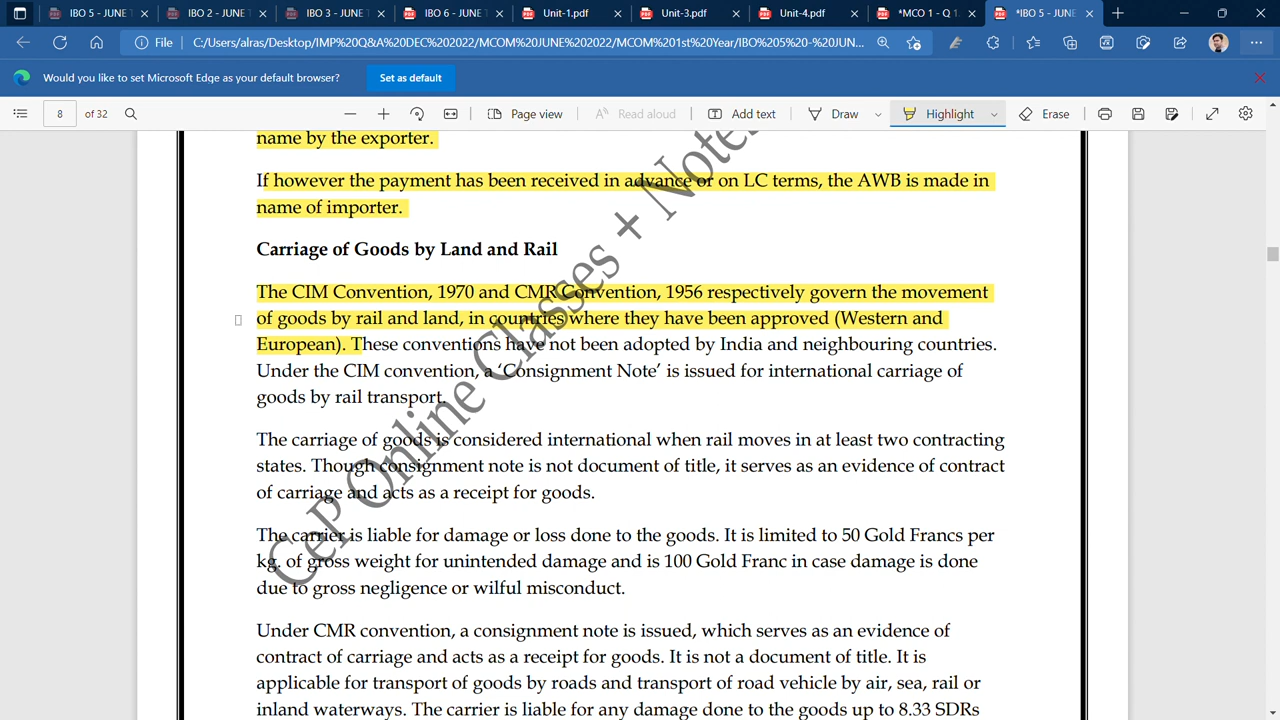 IBO 5 - JUNE T
IBO 2 - JUNE T
IBO 3 - JUNE T
IBO 6 - JUNE T
Unit-1.pdf
Unit-3.pdf
Unit-4.pdf
*MCO 1 - Q 1.
*IBO 5 - JUNE
File
C:/Users/alras/Desktop/IMP%20Q&A%20DEC%202022/MCOM%20JUNE%202022/MCOM%201st%20Year/IBO%205%20-%20JUN...
Would you like to set Microsoft Edge as your default browser?
Set as default
8 of 32
Page view
Read aloud
Add text
Draw
Highlight
Erase
name by the exporter.
If however the payment has been received in advance or on LC terms, the AWB is made in
name of importer.
Carriage of Goods by Land and Rail
The CIM Convention, 1970 and CMR Convention, 1956 respectively govern the movement
of goods by rail and land, in countries where they have been approved (Western and
European). These conventions have not been adopted by India and neighbouring countries.
Under the CIM convention, a ‘Consignment Note’ is issued for international carriage of
goods by rail transport.
The carriage of goods is considered international when rail moves in at least two contracting
states. Though consignment note is not document of title, it serves as an evidence of contract
of carriage and acts as a receipt for goods.
The carrier is liable for damage or loss done to the goods. It is limited to 50 Gold Francs per
kg. of gross weight for unintended damage and is 100 Gold Franc in case damage is done
due to gross negligence or wilful misconduct.
Under CMR convention, a consignment note is issued, which serves as an evidence of
contract of carriage and acts as a receipt for goods. It is not a document of title. It is
applicable for transport of goods by roads and transport of road vehicle by air, sea, rail or
inland waterways. The carrier is liable for any damage done to the goods up to 8.33 SDRs
CeP Online Classes + Notes